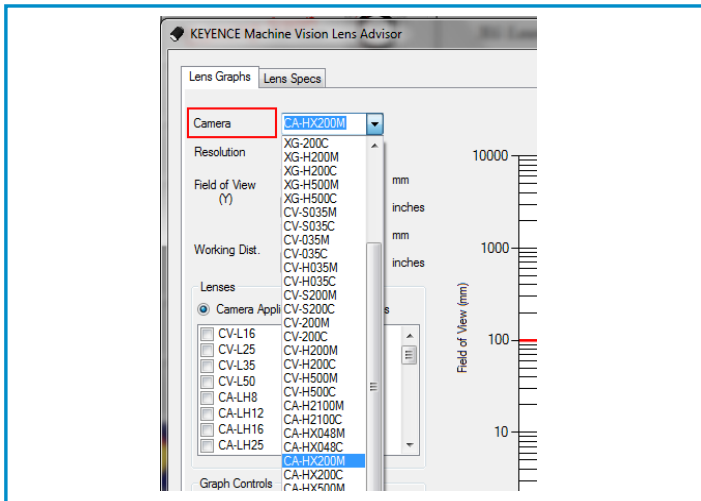 KEYENCE Machine Vision Lens Advisor
Lens Graphs
Lens Specs
Camera
CA-HX200M
Resolution
Field of View
(Y)
mm
inches
Working Dist.
mm
inches
XG-200C
XG-H200M
XG-H200C
XG-H500M
XG-H500C
CV-S035M
CV-S035C
CV-035M
CV-035C
CV-H035M
CV-H035C
CV-S200M
CV-S200C
CV-200M
CV-200C
CV-H200M
CV-H200C
CV-H500M
CV-H500C
CA-H2100M
CA-H2100C
CA-HX048M
CA-HX048C
CA-HX200M
CA-HX200C
CA-HX500M
Lenses
Camera Appli
s
CV-L16
CV-L25
CV-L35
CV-L50
CA-LH8
CA-LH12
CA-LH16
CA-LH25
Graph Controls
Field of View (mm)
10000
1000
100
10